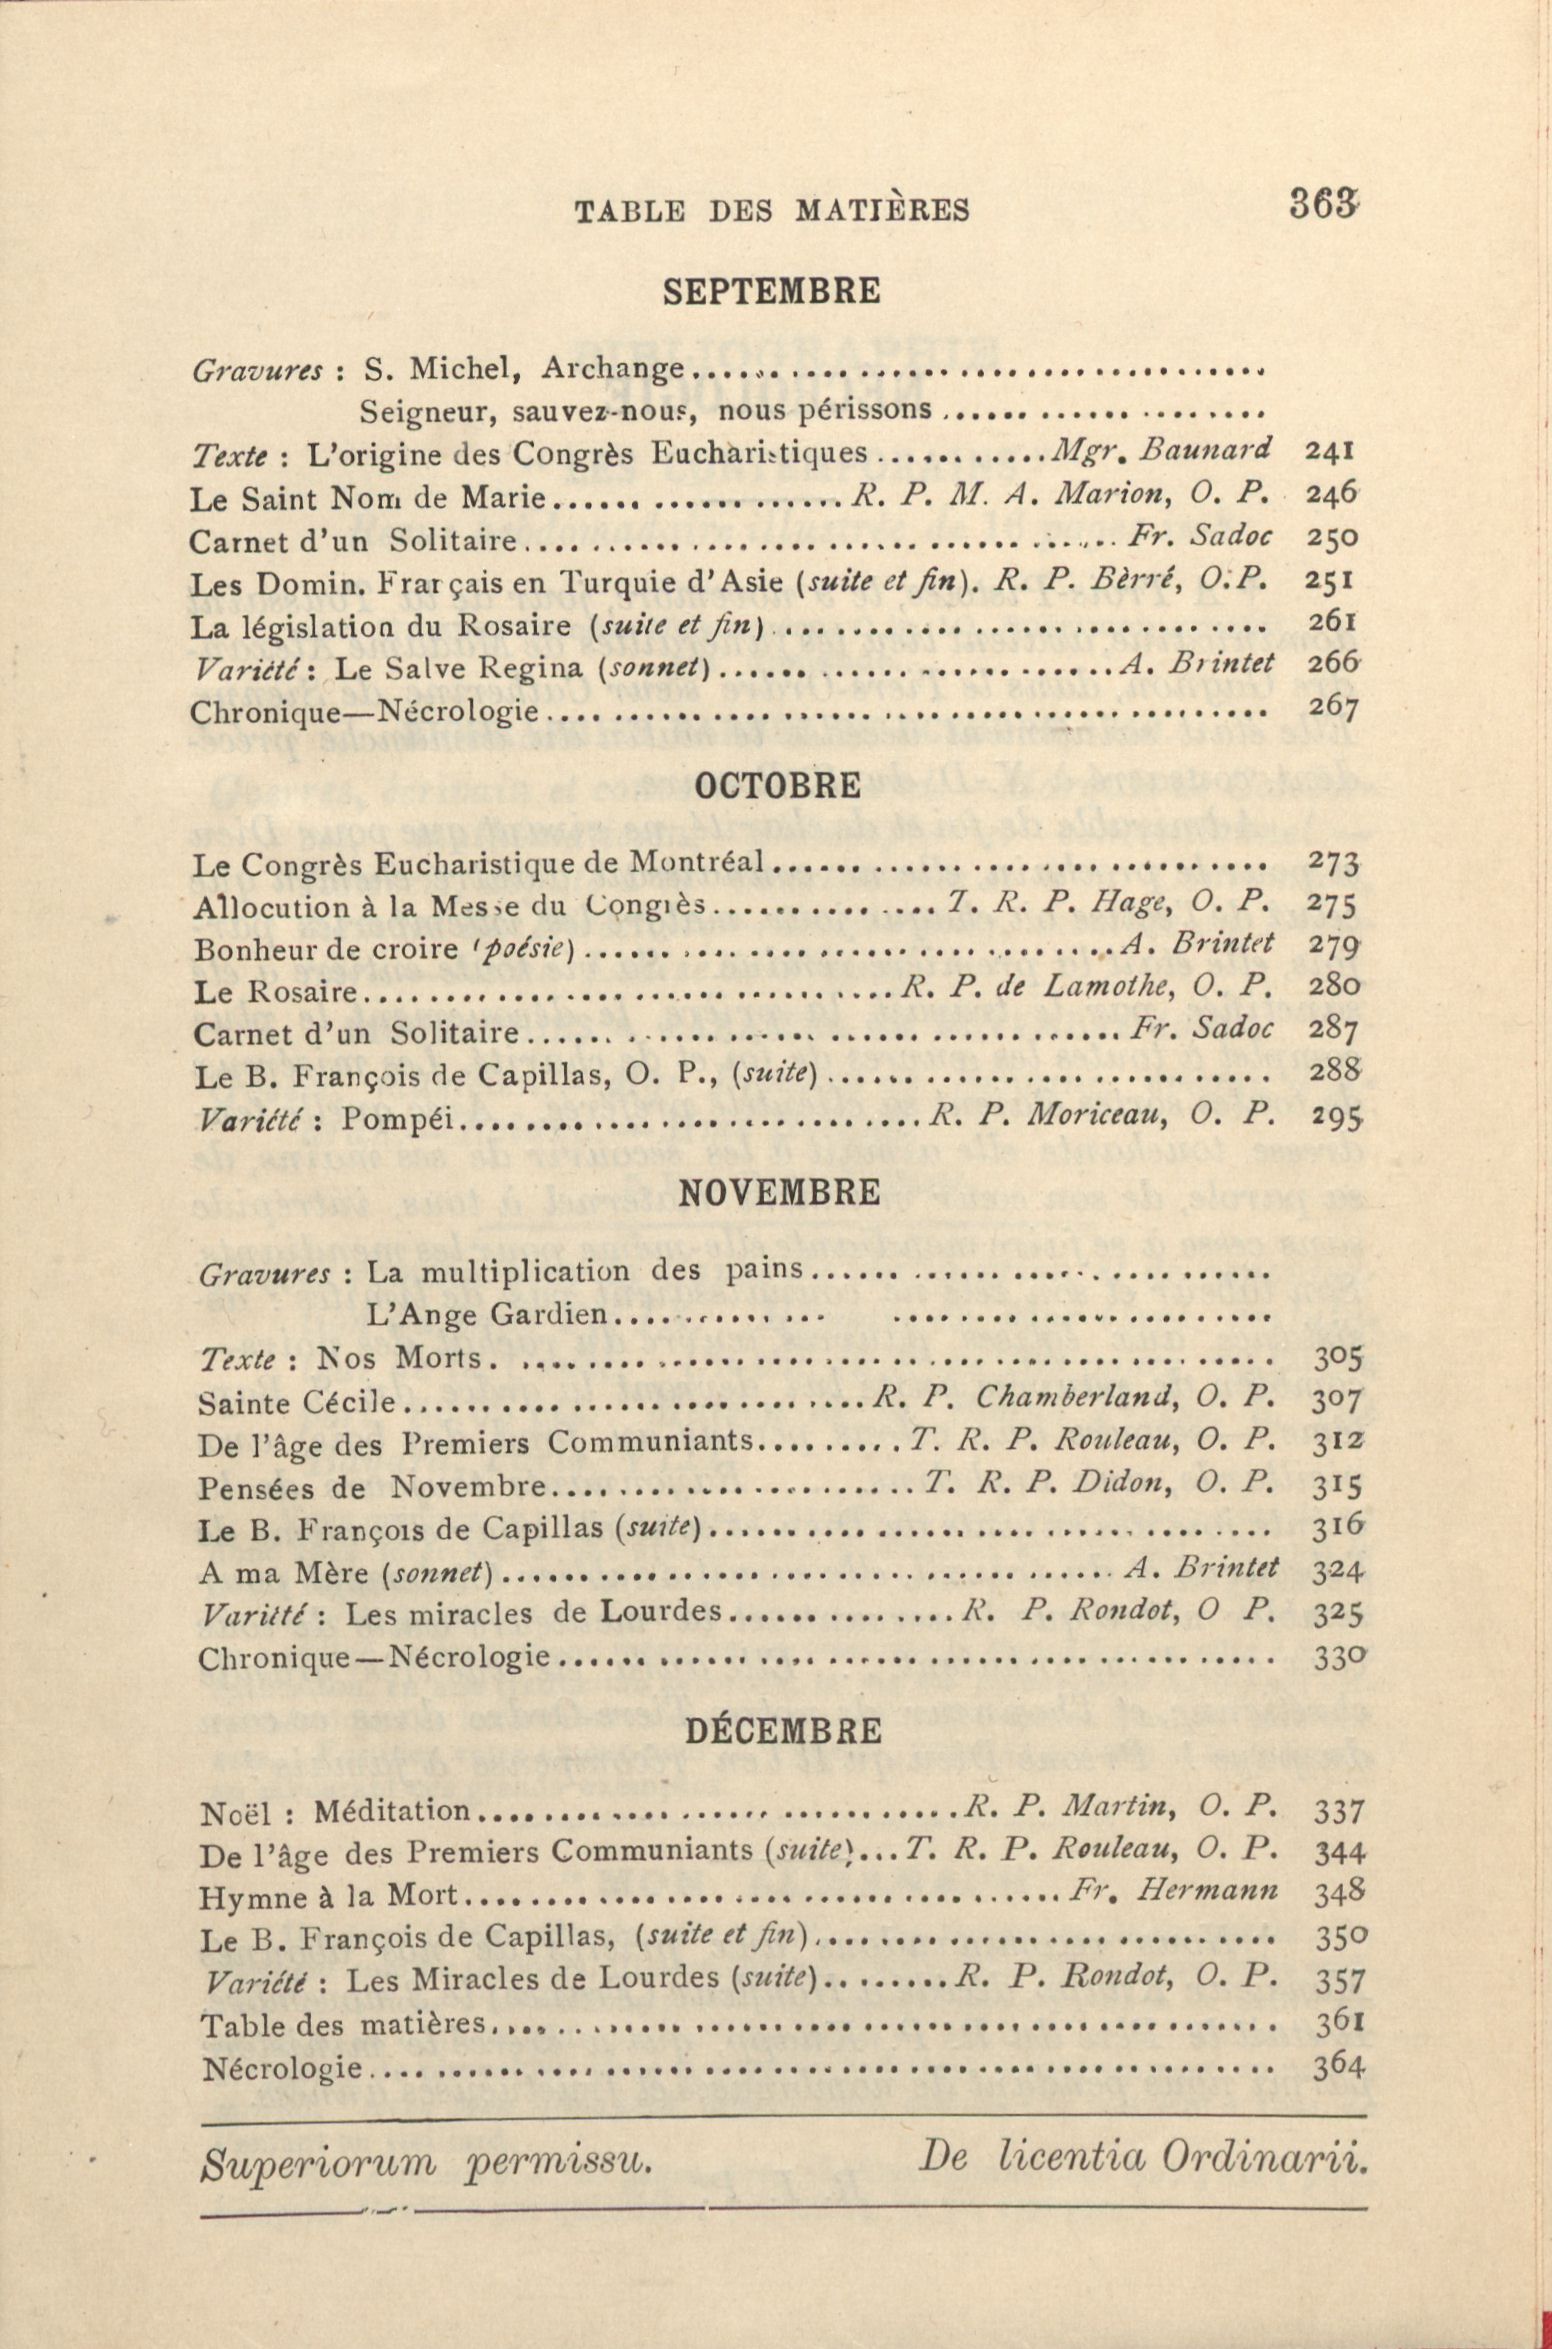 TABLE DES MATIÈRES 363
SEPTEMBRE
Gravures : S. Michel, Archange
Seigneur, sauvez-nous, nous périssons
Texte : L'origine des Congrès Eucharistiques Mgr. Baunard 241
Le Saint Nom de Marie R. P. M. A. Marion, O. P. 246
Carnet d'un Solitaire Fr. Sadoc 250
Les Domin. Français en Turquie d'Asie (suite et fin). R. P. Bèrré, O. P. 251
La législation du Rosaire (suite et fin) 261
Variété : Le Salve Regina (sonnet) A. Brintet 266
Chronique—Nécrologie 267
OCTOBRE
Le Congrès Eucharistique de Montréal 273
Allocution à la Messe du Congrès T. R. P. Hage, O. P. 275
Bonheur de croire (poésie) A. Brintet 279
Le Rosaire R. P. de Lamothe, O. P. 280
Carnet d'un Solitaire Fr. Sadoc 287
Le B. François de Capillas, O. P., (suite) 288
Variété : Pompéi R. P. Moriceau, O. P. 295
NOVEMBRE
Gravures : La multiplication des pains
L'Ange Gardien
Texte : Nos Morts. 305
Sainte Cécile R. P. Chamberland, O. P. 307
De l'âge des Premiers Communiants T. R. P. Rouleau, O. P. 312
Pensées de Novembre T. R. P. Didon, O. P. 315
Le B. François de Capillas (suite) 316
A ma Mère (sonnet) A. Brintet 324
Variété : Les miracles de Lourdes R. P. Rondot, O P. 325
Chronique—Nécrologie 330
DÉCEMBRE
Noël : Méditation R. P. Martin, O. P. 337
De l'âge des Premiers Communiants (suite) T. R. P. Rouleau, O. P. 344
Hymne à la Mort Fr. Hermann 348
Le B. François de Capillas, (suite et fin) 350
Variété : Les Miracles de Lourdes (suite) R. P. Rondot, O. P. 357
Table des matières 361
Nécrologie 364
Superiorum permissu. De licentia Ordinarii.